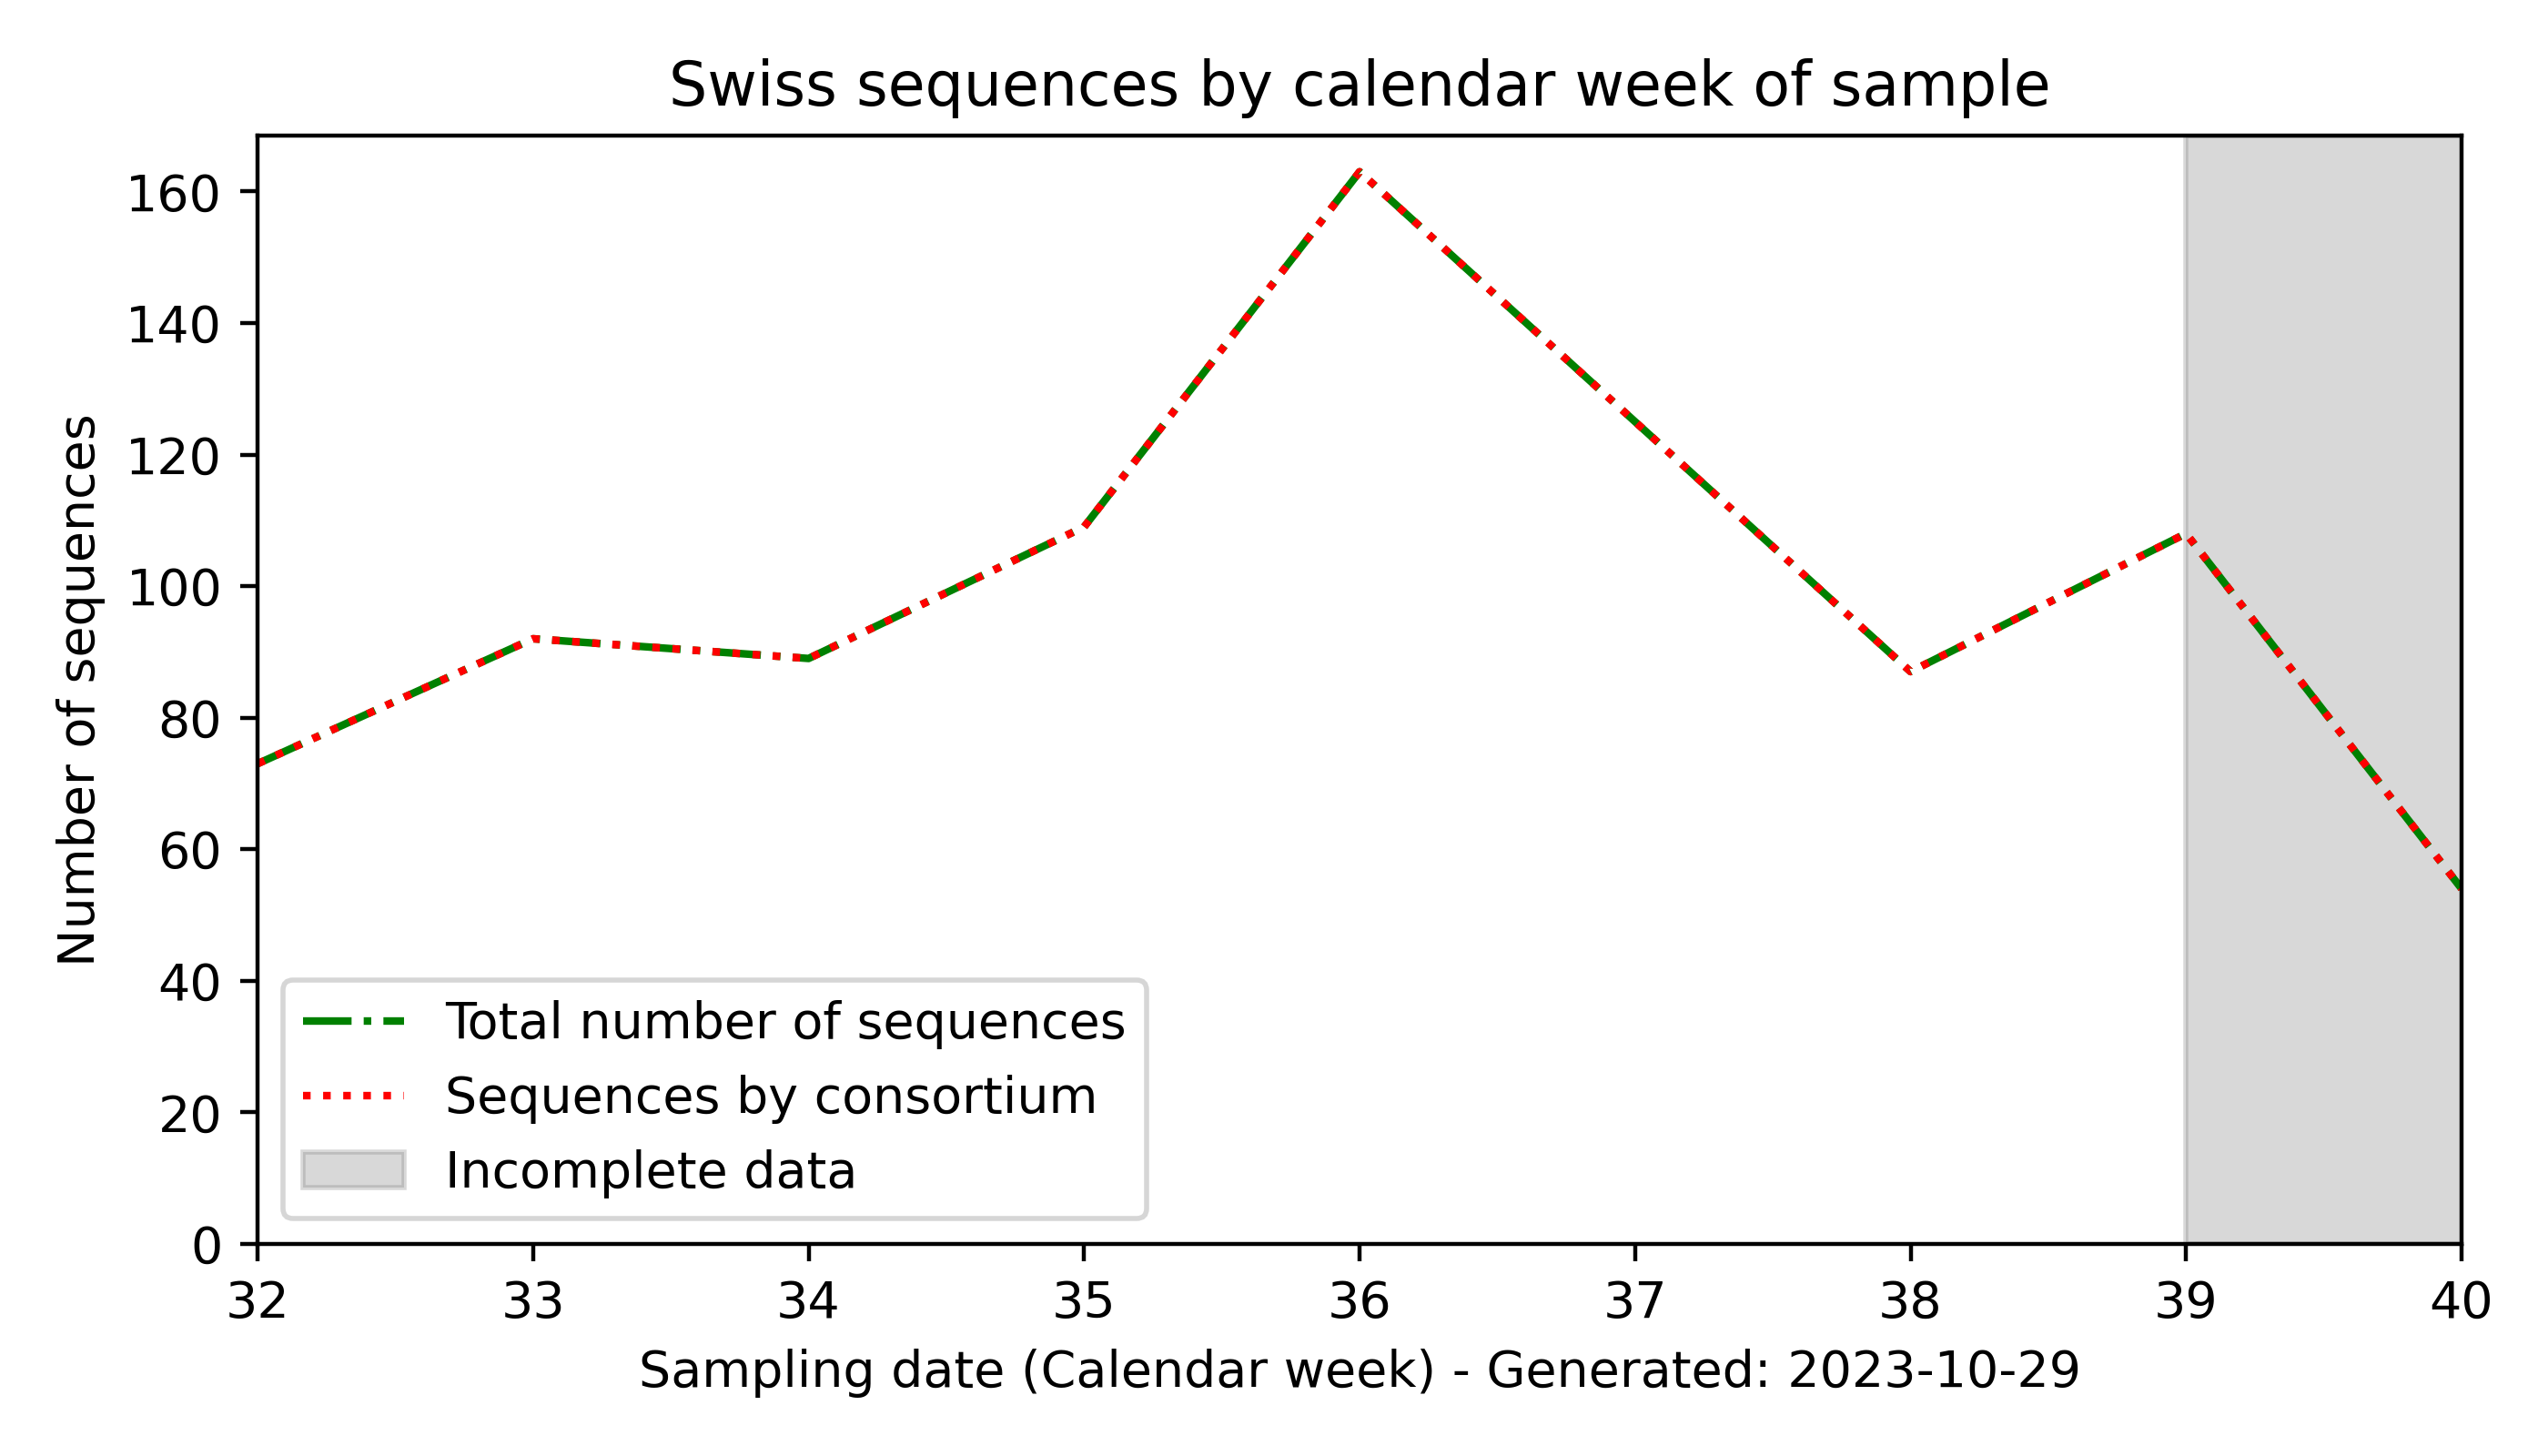 Swiss sequences by calendar week of sample
Number of sequences
160
140
120
100
80
60
40
20
0
Total number of sequences
Sequences by consortium
Incomplete data
32 33 34 35 36 37 38 39 40
Sampling date (Calendar week) - Generated: 2023-10-29